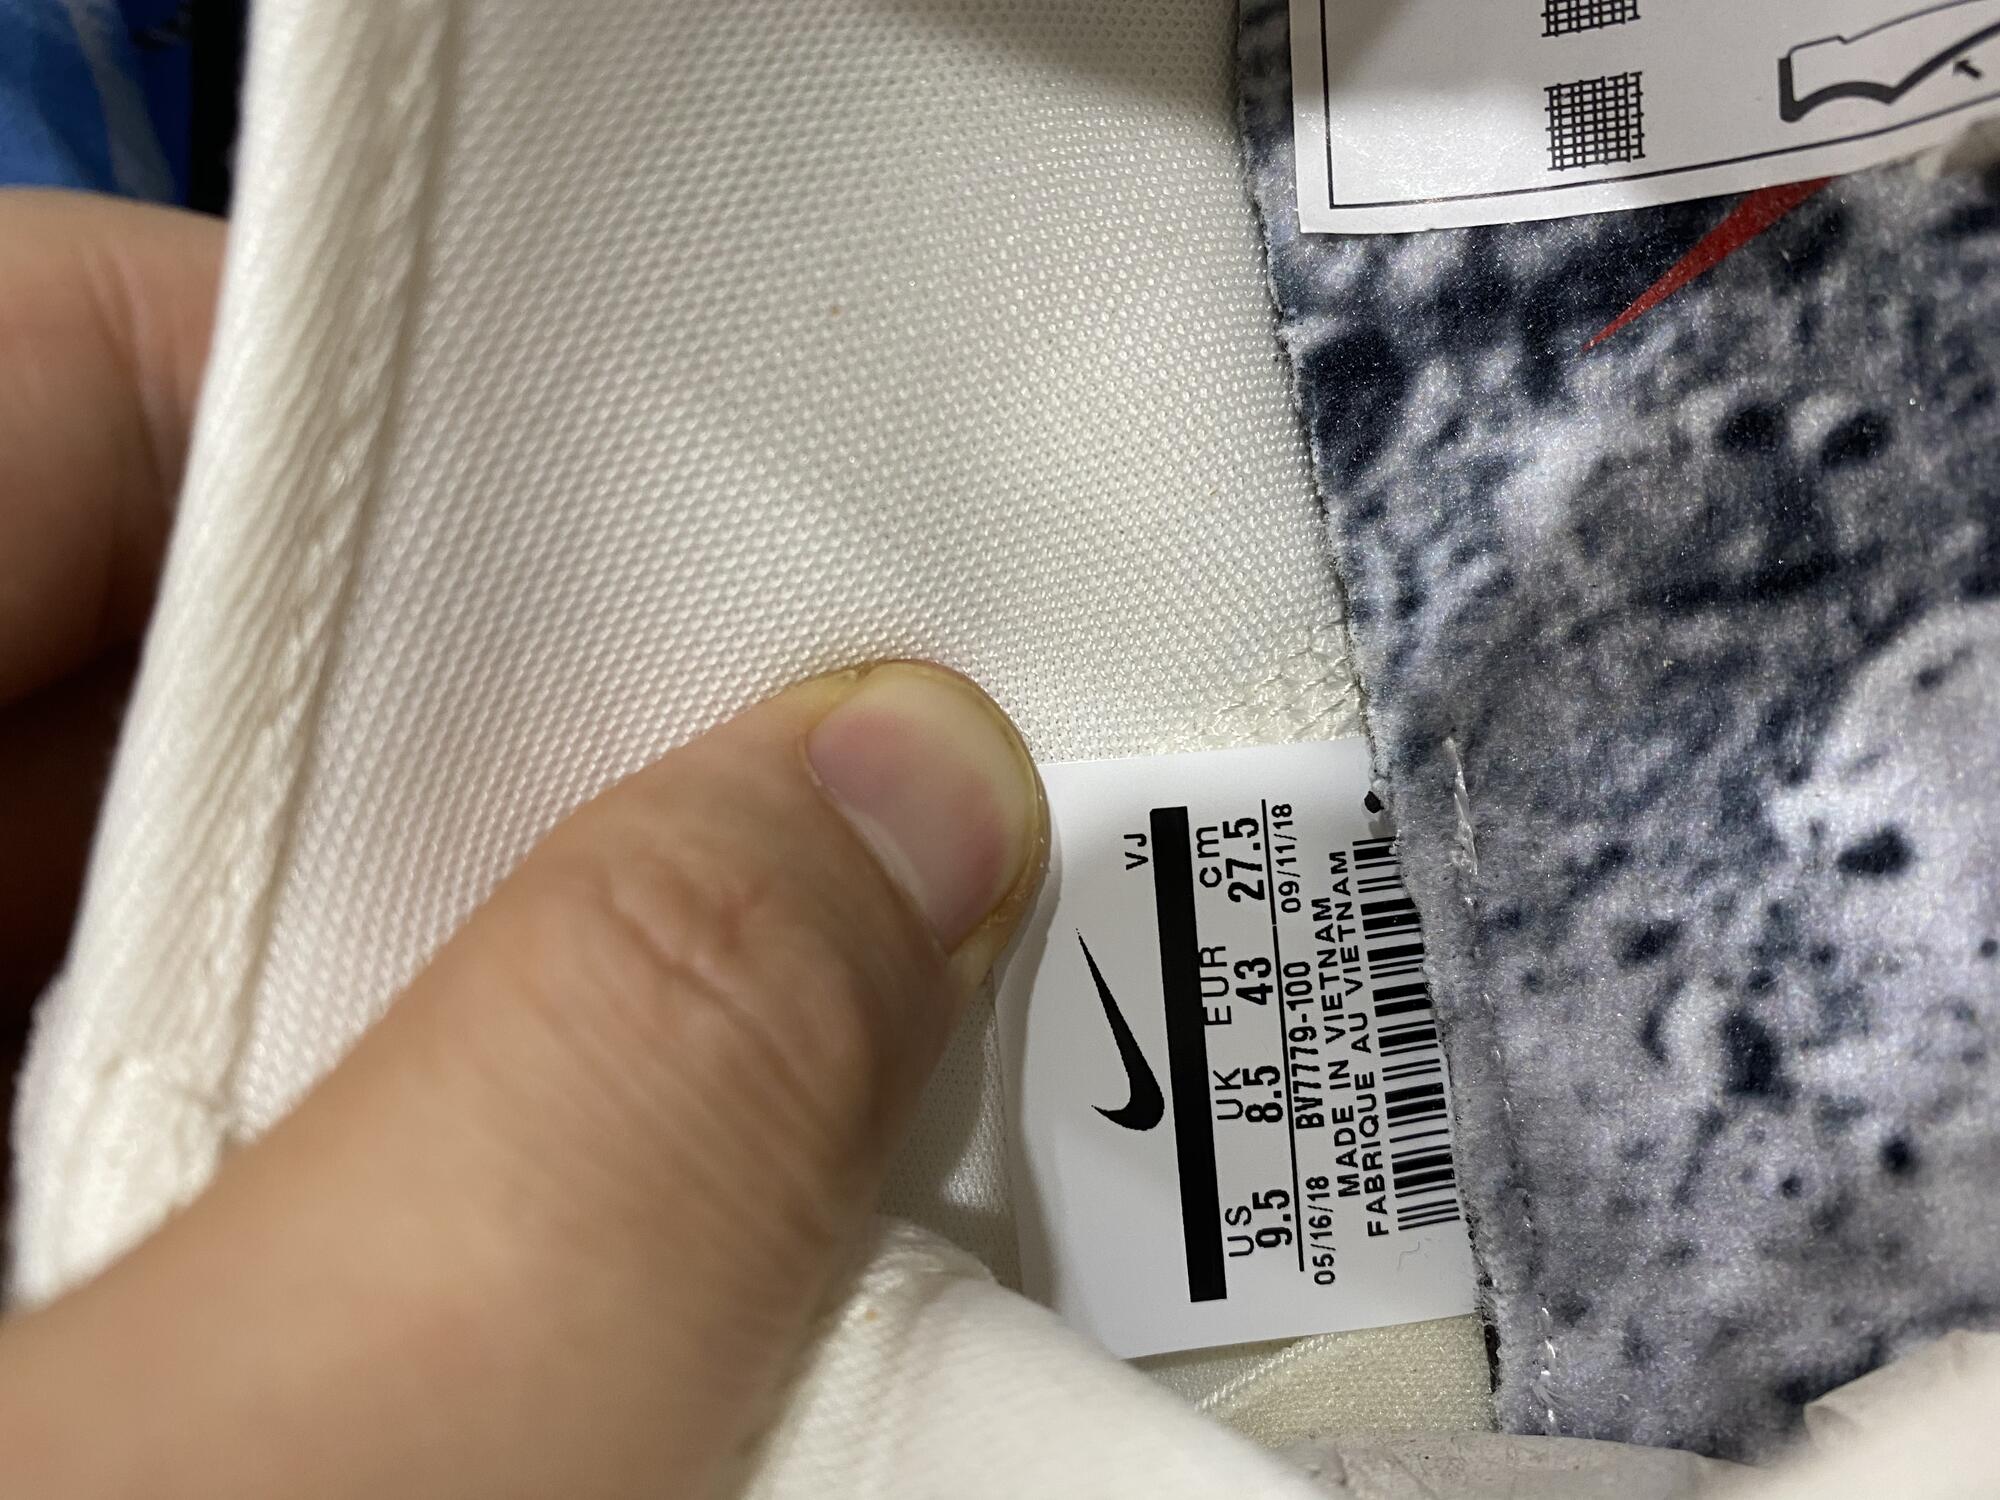 VJ
US UK EUR cm
9.5 8.5 43 27.5
05/16/18 BV7779-100 09/11/18
MADE IN VIETNAM
FABRIQUE AU VIETNAM